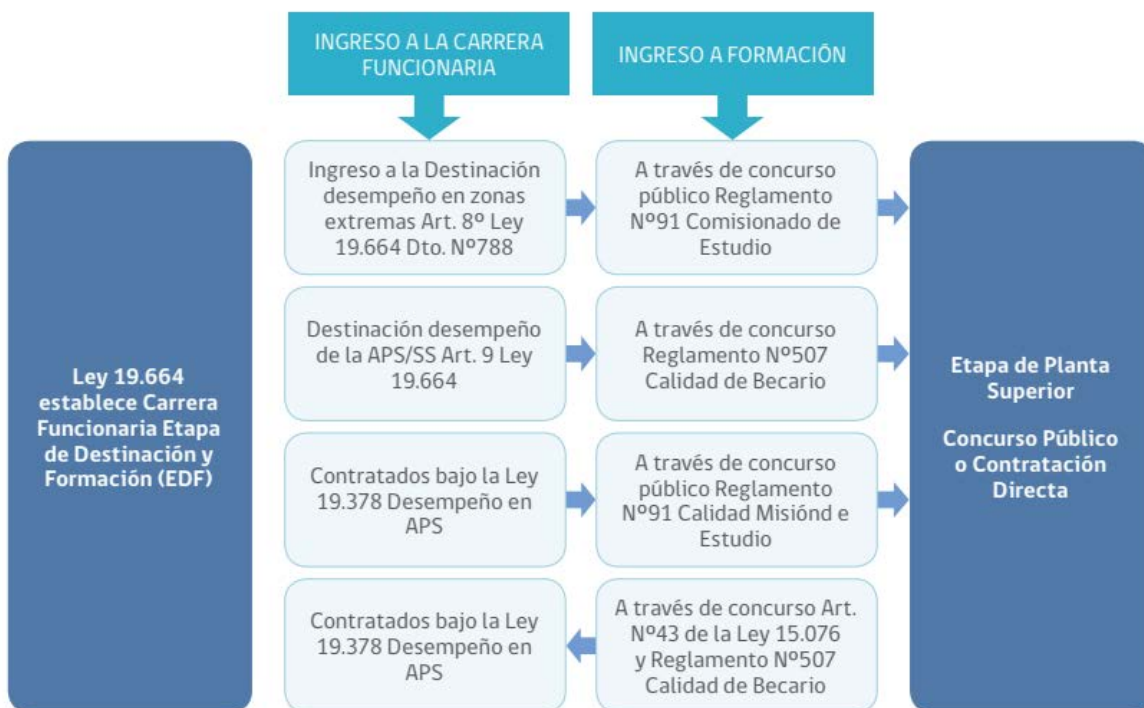 INGRESO A LA CARRERA
FUNCIONARIA
INGRESO A FORMACIÓN
Ley 19.664
establece Carrera
Funcionaria Etapa
de Destinación y
Formación (EDF)
Ingreso a la Destinación
desempeño en zonas
extremas Art. 8º Ley
19.664 Dto. Nº788
A través de concurso
público Reglamento
Nº91 Comisionado de
Estudio
Destinación desempeño
de la APS/SS Art. 9 Ley
19.664
A través de concurso
Reglamento Nº507
Calidad de Becario
Contratados bajo la Ley
19.378 Desempeño en
APS
A través de concurso
público Reglamento
Nº91 Calidad Misiónd e
Estudio
Contratados bajo la Ley
19.378 Desempeño en
APS
A través de concurso Art.
Nº43 de la Ley 15.076
y Reglamento Nº507
Calidad de Becario
Etapa de Planta
Superior
Concurso Público
o Contratación
Directa